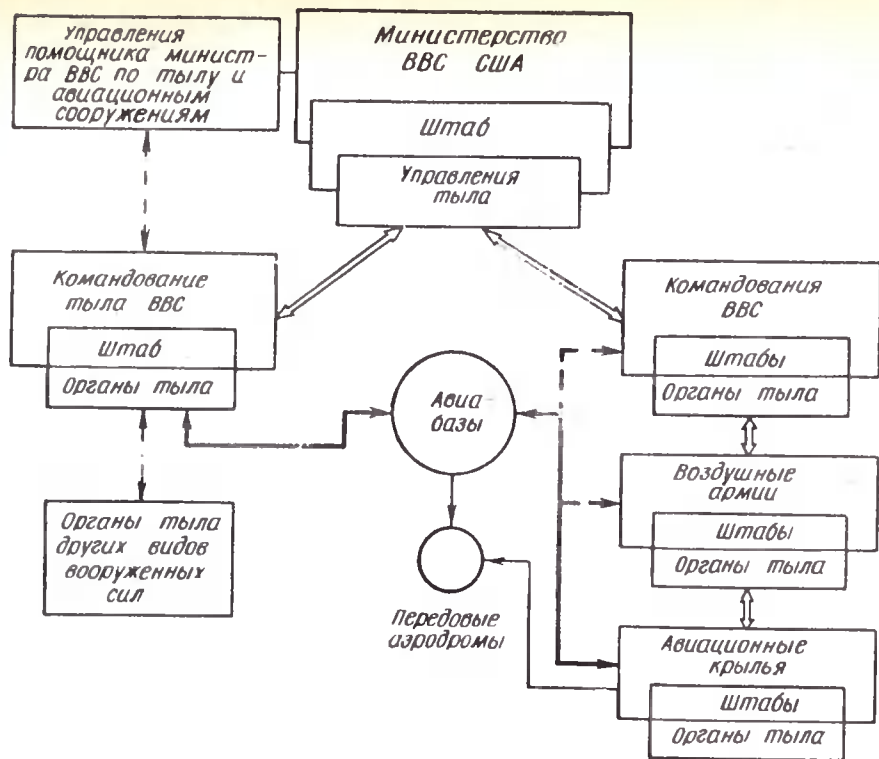 Управления
помощника минист-
ра ВВС по тылу и
авиационным
сооружениям
Министерство
ВВС США
Штаб
Управления
тыла
Командование
тыла ВВС
Штаб
Органы тыла
Командования
ВВС
Штабы
Органы тыла
Авиа
базы
Воздушные
армии
Штабы
Органы тыла
Органы тыла
других видов
вооруженных
сил
Передовые
аэродромы
Авиационные
крылья
Штабы
Органы тыла